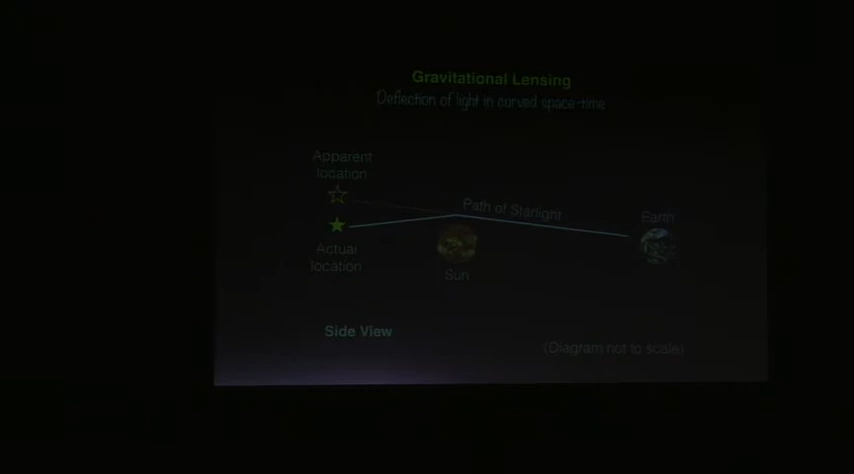 Gravitational Lensing
Deflection of light in curved space-time
Apparent
location
Path of Starlight
Earth
Actual
location
Sun
Side View
(Diagram not to scale)